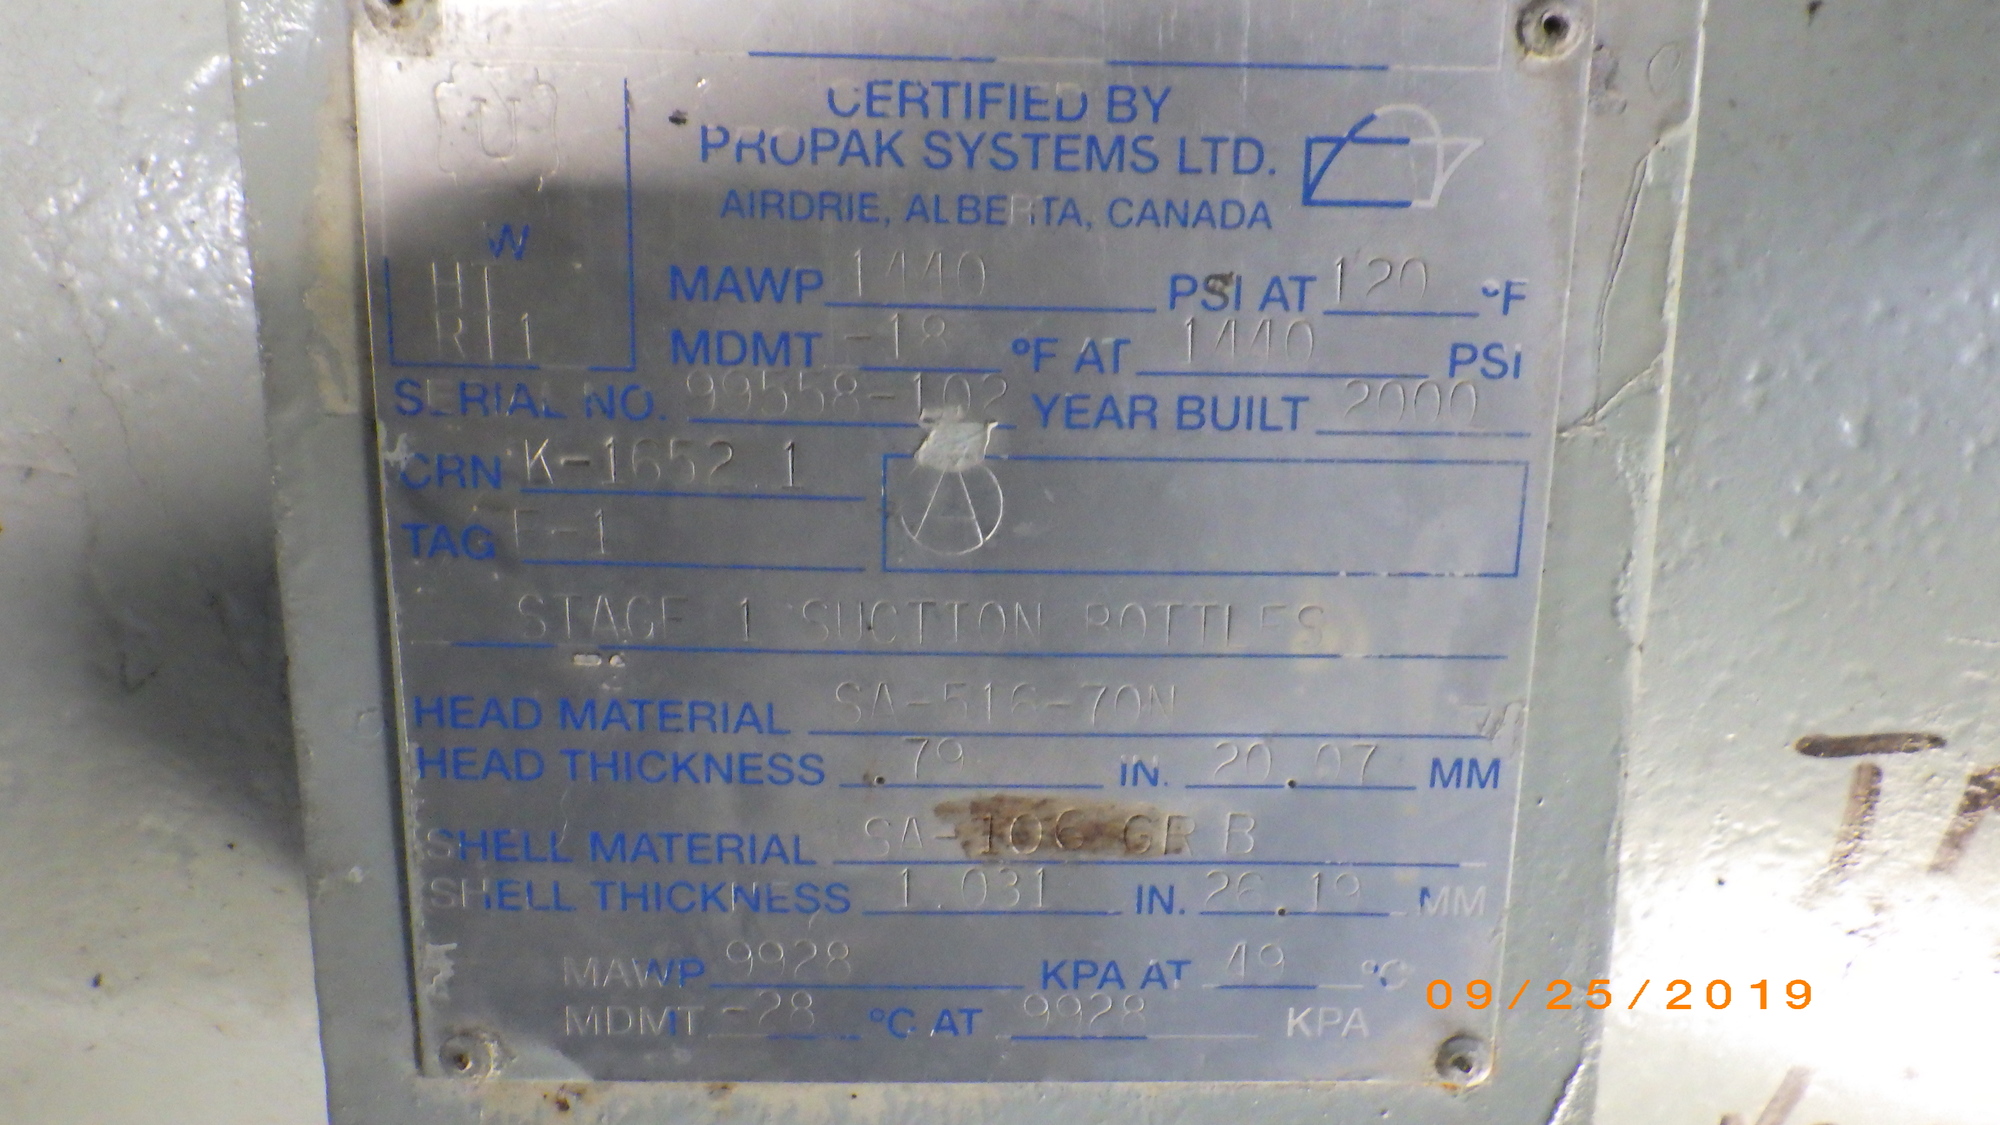 U
CERTIFIED BY
PROPAK SYSTEMS LTD.
AIRDRIE, ALBERTA, CANADA
W
HT
RT1
MAWP 1440 PSI AT 120 °F
MDMT -18 °F AT 1440 PSI
SERIAL NO. 99558-102 YEAR BUILT 2000
CRN K-1652.1
A
TAG F-1
STAGE 1 SUCTION BOTTLES
HEAD MATERIAL SA-516-70N
HEAD THICKNESS .79 IN. 20.07 MM
SHELL MATERIAL SA-106 GR B
SHELL THICKNESS 1.031 IN. 26.19 MM
MAWP 9928 KPA AT 49 °C
MDMT -28 °C AT 9928 KPA
09/25/2019